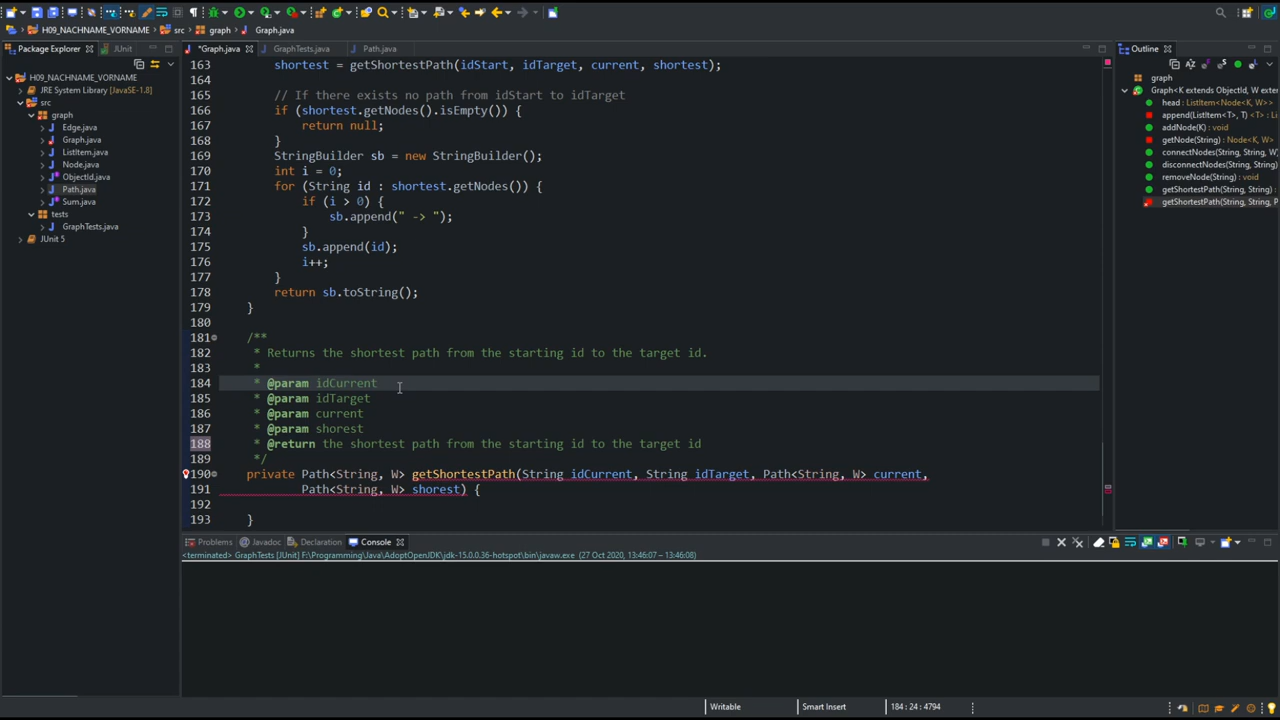 H09_NACHNAME_VORNAME
src
graph
Graph.java
Package Explorer
JUnit
*Graph.java
GraphTests.java
Path.java
Outline
H09_NACHNAME_VORNAME
JRE System Library [JavaSE-1.8]
src
graph
Edge.java
Graph.java
ListItem.java
Node.java
ObjectId.java
Path.java
Sum.java
tests
GraphTests.java
JUnit 5
163 shortest = getShortestPath(idStart, idTarget, current, shortest);
164
165 // If there exists no path from idStart to idTarget
166 if (shortest.getNodes().isEmpty()) {
167 return null;
168 }
169 StringBuilder sb = new StringBuilder();
170 int i = 0;
171 for (String id : shortest.getNodes()) {
172 if (i > 0) {
173 sb.append(" -> ");
174 }
175 sb.append(id);
176 i++;
177 }
178 return sb.toString();
179 }
180
181 /**
182 * Returns the shortest path from the starting id to the target id.
183 *
184 * @param idCurrent
185 * @param idTarget
186 * @param current
187 * @param shorest
188 * @return the shortest path from the starting id to the target id
189 */
190 private Path<String, W> getShortestPath(String idCurrent, String idTarget, Path<String, W> current,
191 Path<String, W> shorest) {
192
193 }
graph
Graph<K extends ObjectId, W exten
head : ListItem<Node<K, W>>
append(ListItem<T>, T) <T> : Li
addNode(K) : void
getNode(String) : Node<K, W>
connectNodes(String, String, W)
disconnectNodes(String, String)
removeNode(String) : void
getShortestPath(String, String)
getShortestPath(String, String, P
Problems
Javadoc
Declaration
Console
<terminated> GraphTests [JUnit] F:\Programming\Java\AdoptOpenJDK\jdk-15.0.0.36-hotspot\bin\javaw.exe (27 Oct 2020, 13:46:07 – 13:46:08)
Writable
Smart Insert
184 : 24 : 4794